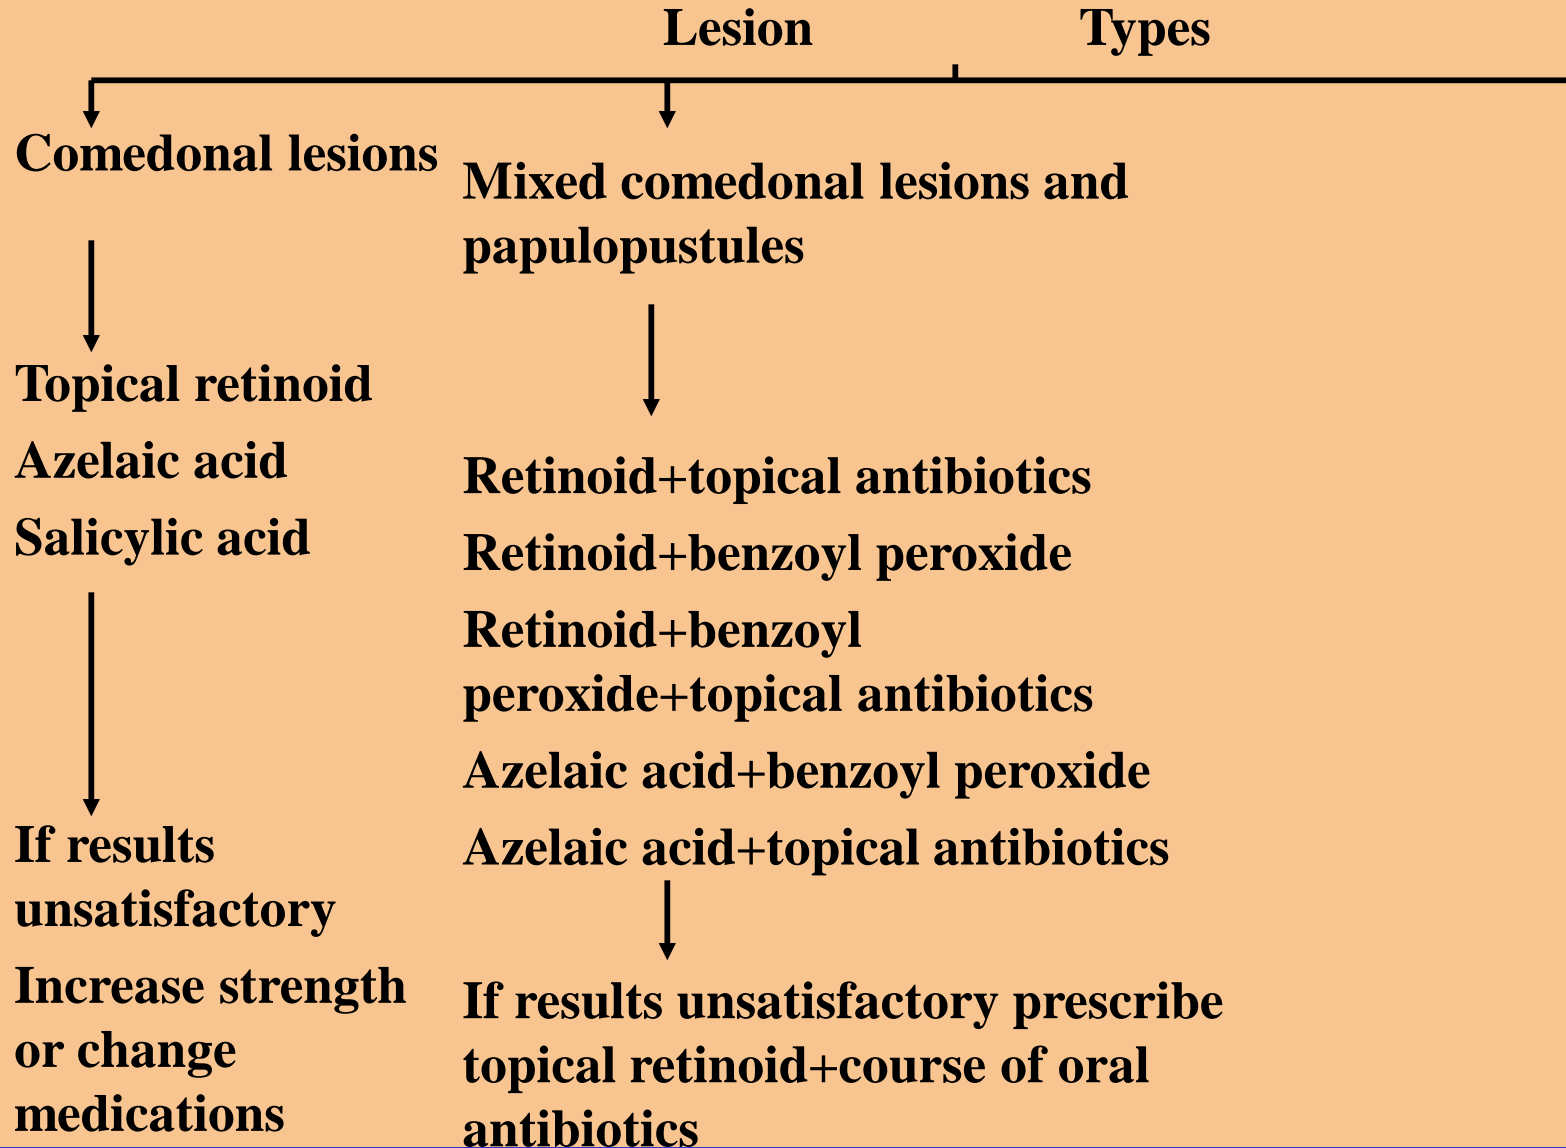 Lesion Types
Comedonal lesions
Topical retinoid
Azelaic acid
Salicylic acid
If results
unsatisfactory
Increase strength
or change
medications
Mixed comedonal lesions and
papulopustules
Retinoid+topical antibiotics
Retinoid+benzoyl peroxide
Retinoid+benzoyl
peroxide+topical antibiotics
Azelaic acid+benzoyl peroxide
Azelaic acid+topical antibiotics
If results unsatisfactory prescribe
topical retinoid+course of oral
antibiotics